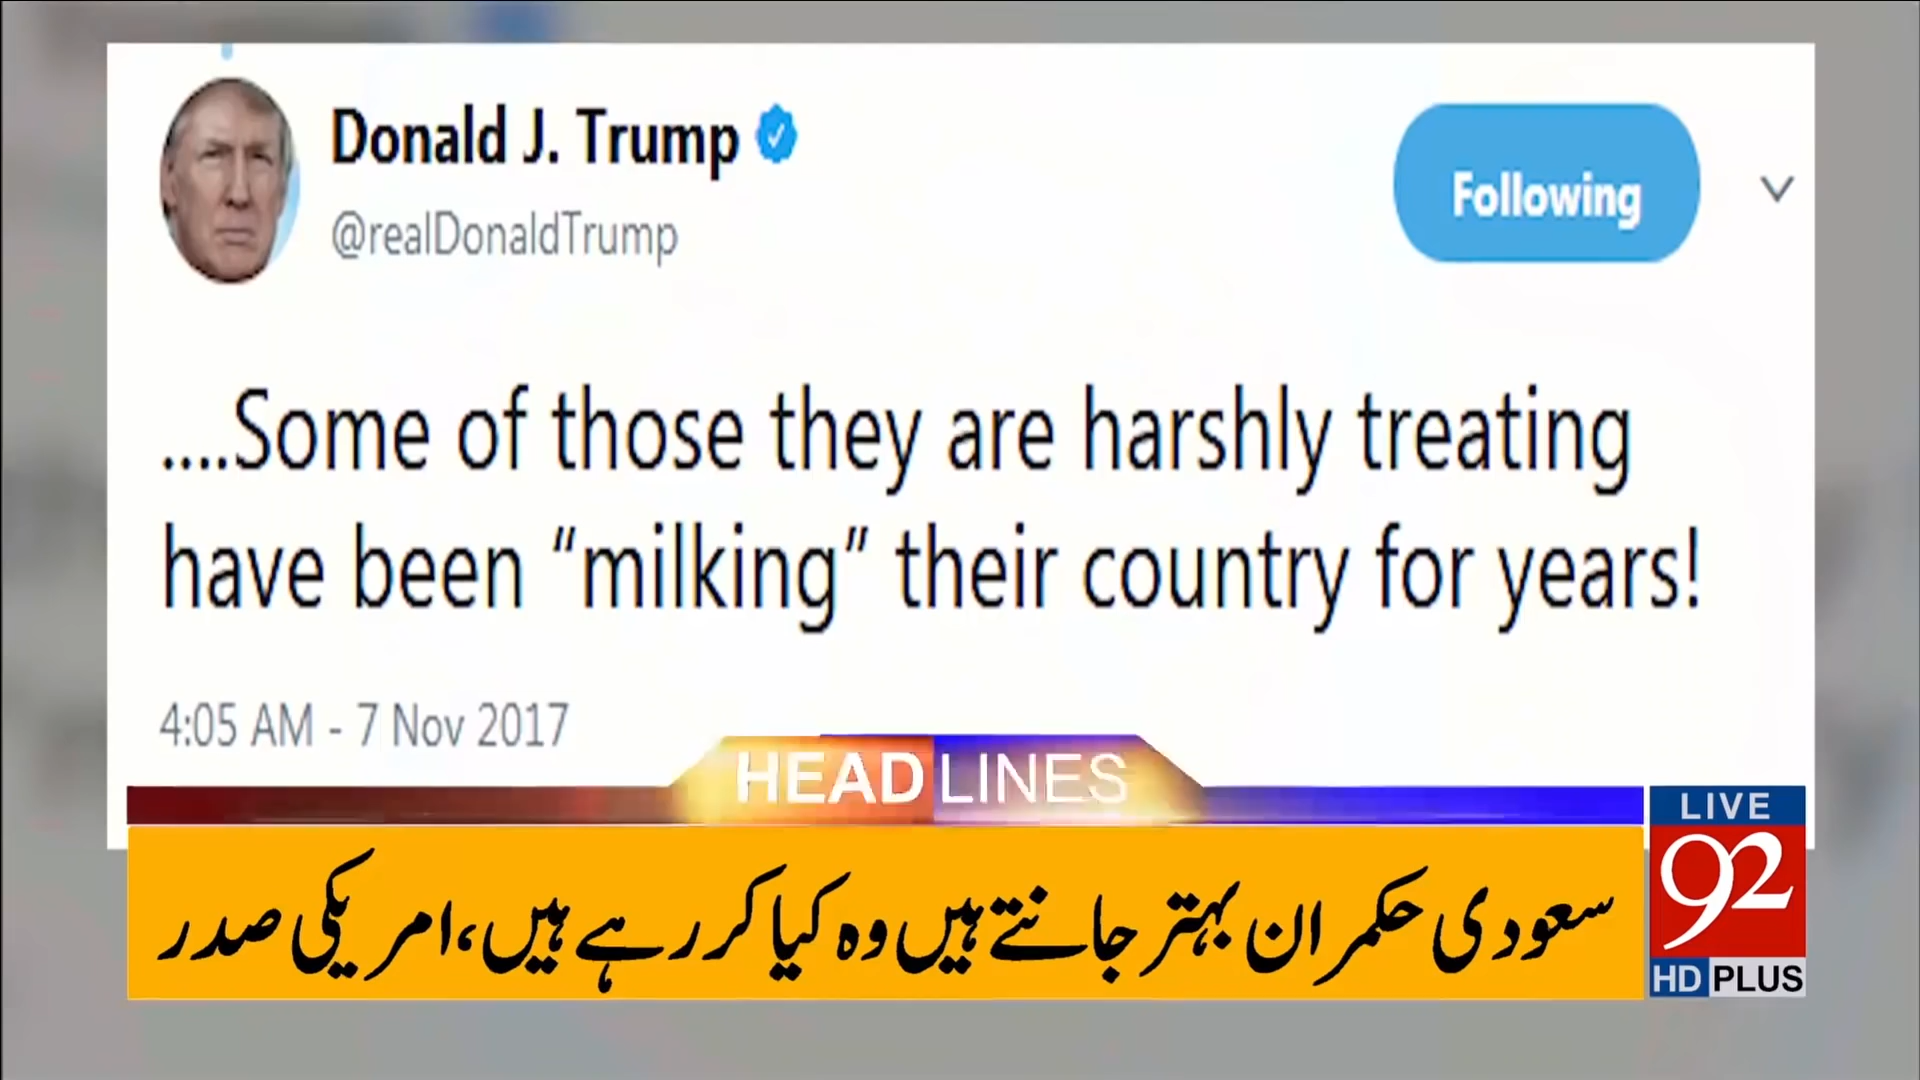 Donald J. Trump
@realDonaldTrump
Following
....Some of those they are harshly treating
have been “milking” their country for years!
4:05 AM - 7 Nov 2017
HEADLINES
سعودی حکمران بہتر جانتے ہیں وہ کیا کر رہے ہیں، امریکی صدر
LIVE
92
HD PLUS